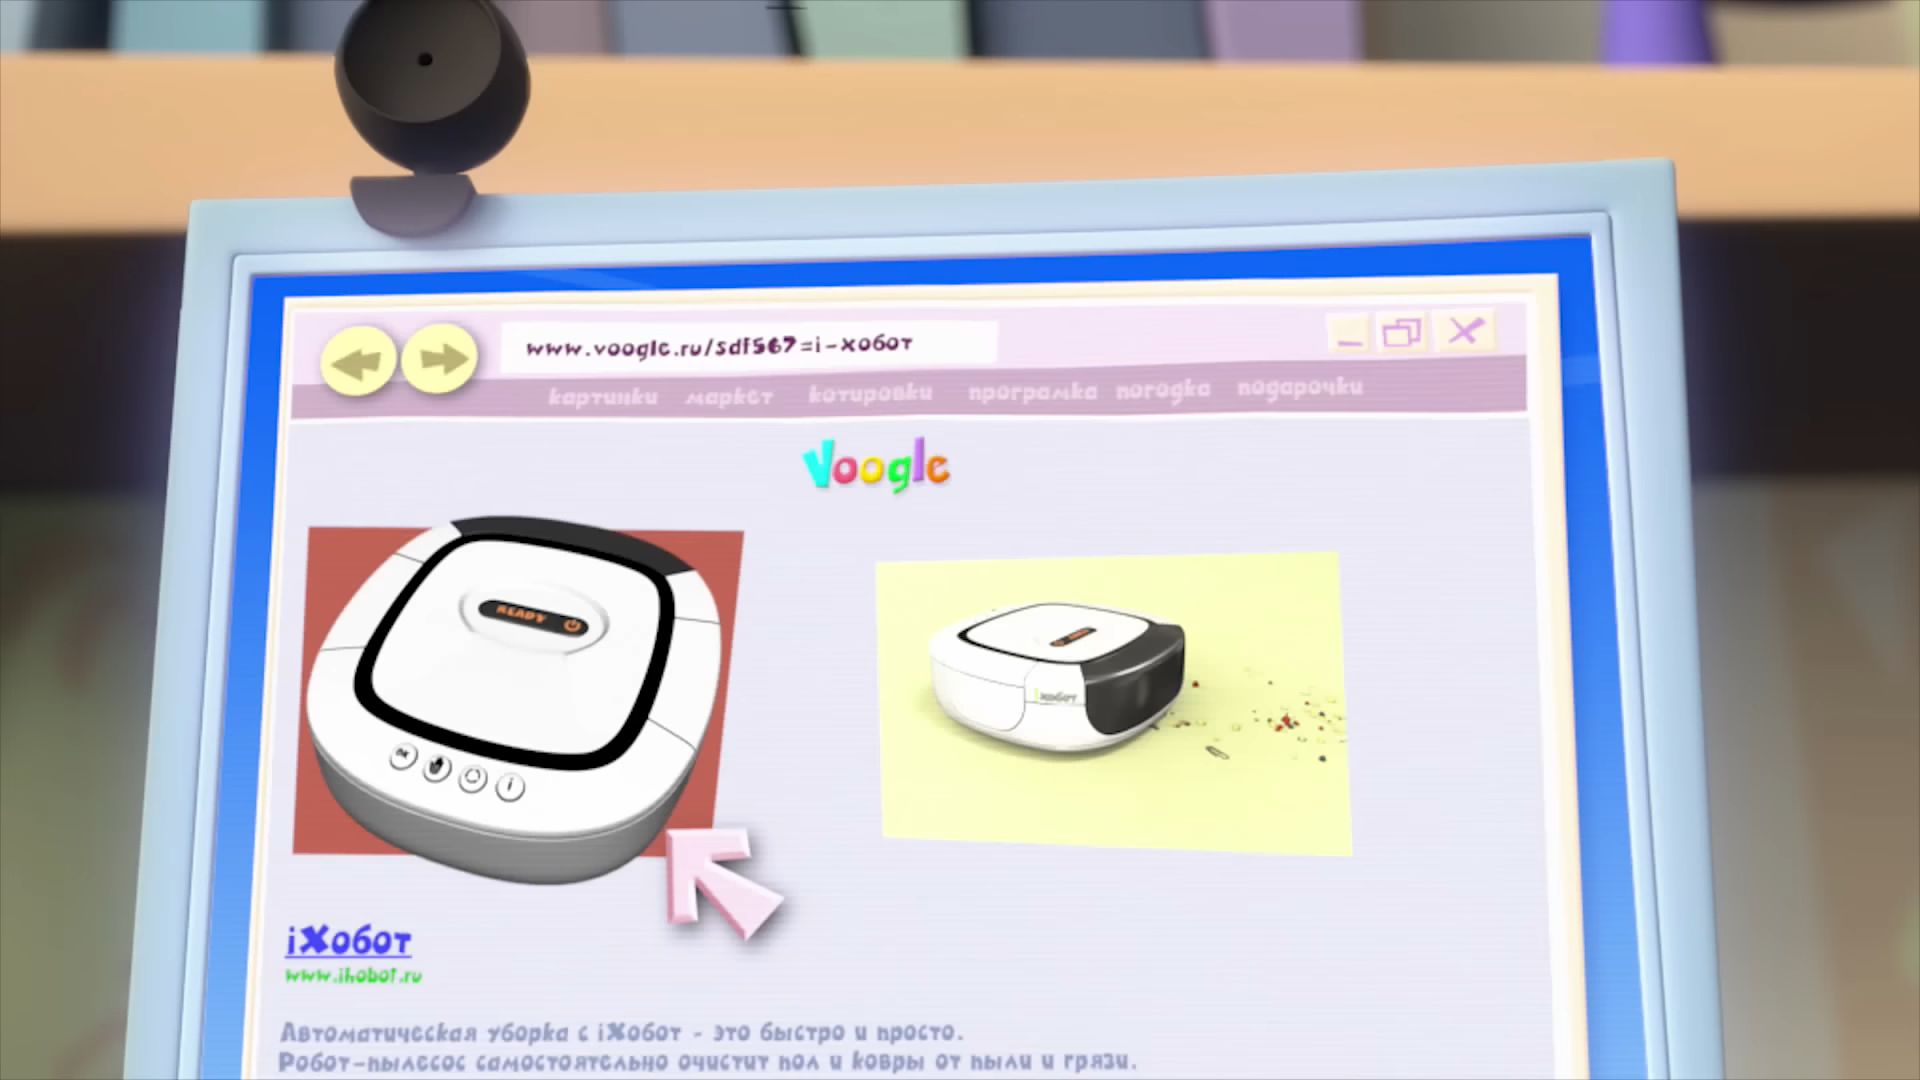 www.voogle.ru/sdf567=i-хобот
картинки маркет котировки програмка погодка подарочки
Voogle
READY
OK
i
iхобот
iХобот
www.ihobot.ru
Автоматическая уборка с iХобот - это быстро и просто.
Робот-пылесос самостоятельно очистит пол и ковры от пыли и грязи.